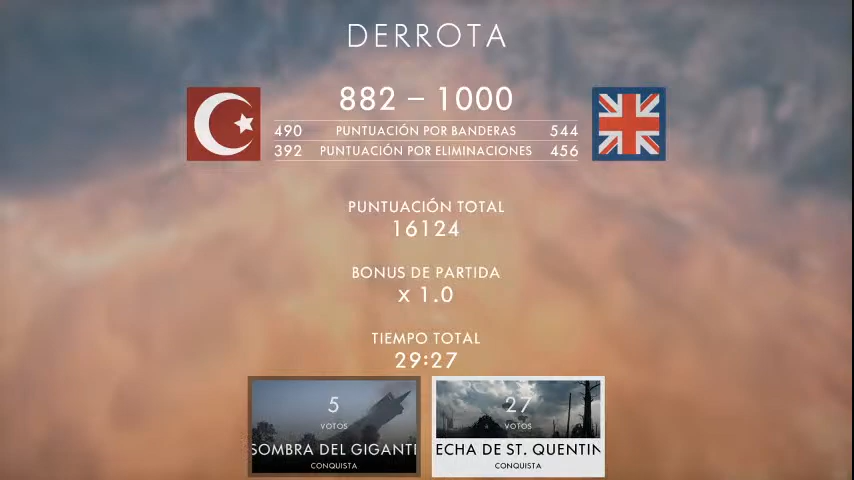 DERROTA
882 – 1000
490 PUNTUACIÓN POR BANDERAS 544
392 PUNTUACIÓN POR ELIMINACIONES 456
PUNTUACIÓN TOTAL
16124
BONUS DE PARTIDA
x 1.0
TIEMPO TOTAL
29:27
5
VOTOS
SOMBRA DEL GIGANTE
CONQUISTA
27
VOTOS
ECHA DE ST. QUENTIN
CONQUISTA